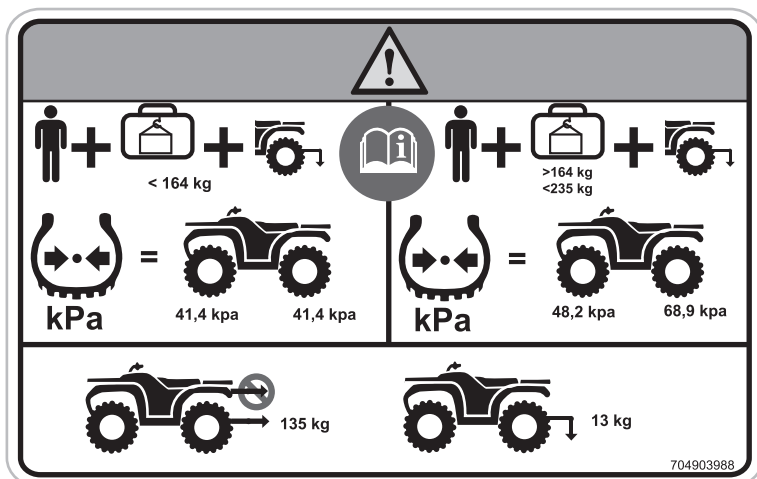 < 164 kg
>164 kg
<235 kg
kPa
=
41,4 kpa
41,4 kpa
kPa
=
48,2 kpa
68,9 kpa
135 kg
13 kg
704903988